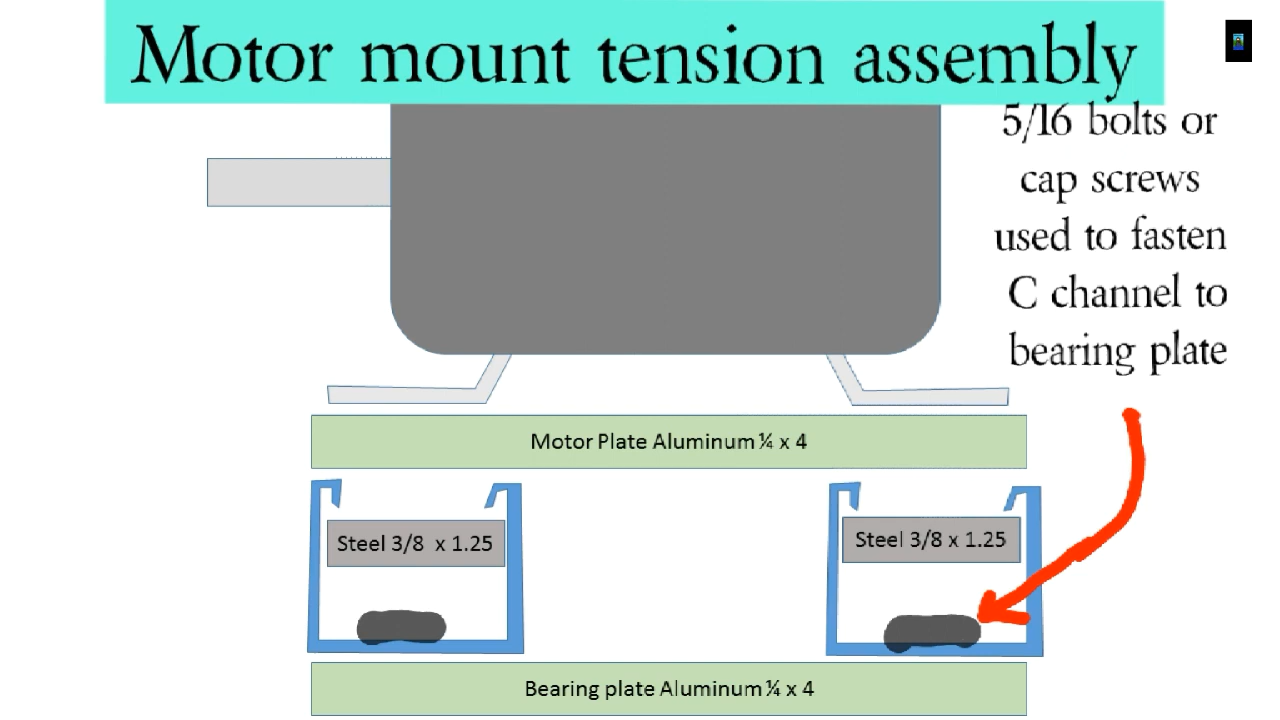 Motor mount tension assembly
5/16 bolts or
cap screws
used to fasten
C channel to
bearing plate
Motor Plate Aluminum ¼ x 4
Steel 3/8 x 1.25
Steel 3/8 x 1.25
Bearing plate Aluminum ¼ x 4